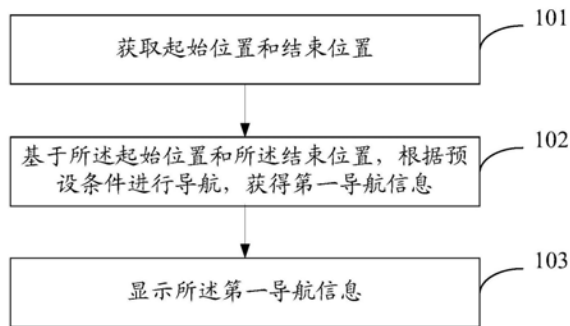 获取起始位置和结束位置
101
基于所述起始位置和所述结束位置，根据预
设条件进行导航，获得第一导航信息
102
显示所述第一导航信息
103